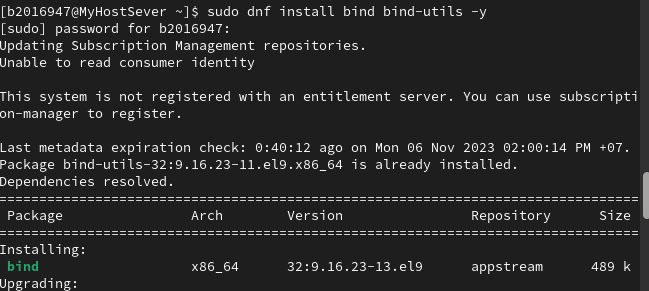 [b2016947@MyHostSever ~]$ sudo dnf install bind bind-utils -y
[sudo] password for b2016947:
Updating Subscription Management repositories.
Unable to read consumer identity

This system is not registered with an entitlement server. You can use subscripti
on-manager to register.

Last metadata expiration check: 0:40:12 ago on Mon 06 Nov 2023 02:00:14 PM +07.
Package bind-utils-32:9.16.23-11.el9.x86_64 is already installed.
Dependencies resolved.
================================================================================
Package Arch Version Repository Size
================================================================================
Installing:
bind x86_64 32:9.16.23-13.el9 appstream 489 k
Upgrading: